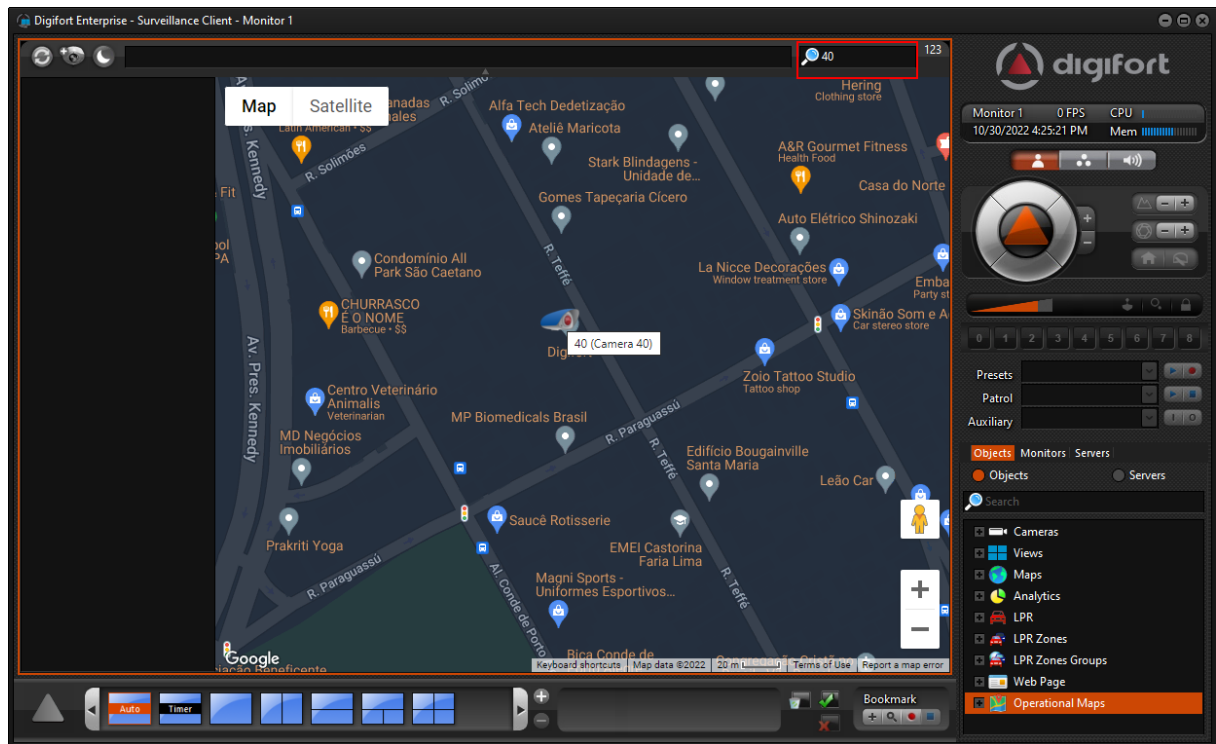 Digifort Enterprise - Surveillance Client - Monitor 1
40
123
digifort
Monitor 1 0 FPS CPU
10/30/2022 4:25:21 PM Mem
Map Satellite
R. Solimões
Alfa Tech Dedetização
Ateliê Maricota
Hering
Clothing store
Latin American • $$
R. Solimões
Stark Blindagens -
Unidade de...
A&R Gourmet Fitness
Health Food
Casa do Norte
Fit
Gomes Tapeçaria Cícero
Auto Elétrico Shinozaki
Condomínio All
Park São Caetano
R. Teffé
La Nicce Decorações
Window treatment store
Party st
CHURRASCO
É O NOME
Barbecue • $$
Skinão Som e A
Car stereo store
40 (Camera 40)
Av. Pres. Kennedy
Zoio Tattoo Studio
Tattoo shop
Centro Veterinário
Animalis
Veterinarian
MP Biomedicals Brasil
R. Paraguassú
MD Negócios
Imobiliários
R. Teffé
Edifício Bougainville
Santa Maria
Leão Car
Saucê Rotisserie
Prakriti Yoga
EMEI Castorina
Faria Lima
R. Paraguassú
Al. Conde de Porto
Magni Sports -
Uniformes Esportivos...
R. Teffé
+
−
Google
Bica Conde de
Keyboard shortcuts Map data ©2022 20 m Terms of Use Report a map error
0 1 2 3 4 5 6 7 8
Presets
Patrol
Auxiliary
Objects Monitors Servers
Objects Servers
Search
Cameras
Views
Maps
Analytics
LPR
LPR Zones
LPR Zones Groups
Web Page
Operational Maps
Auto Timer
Bookmark